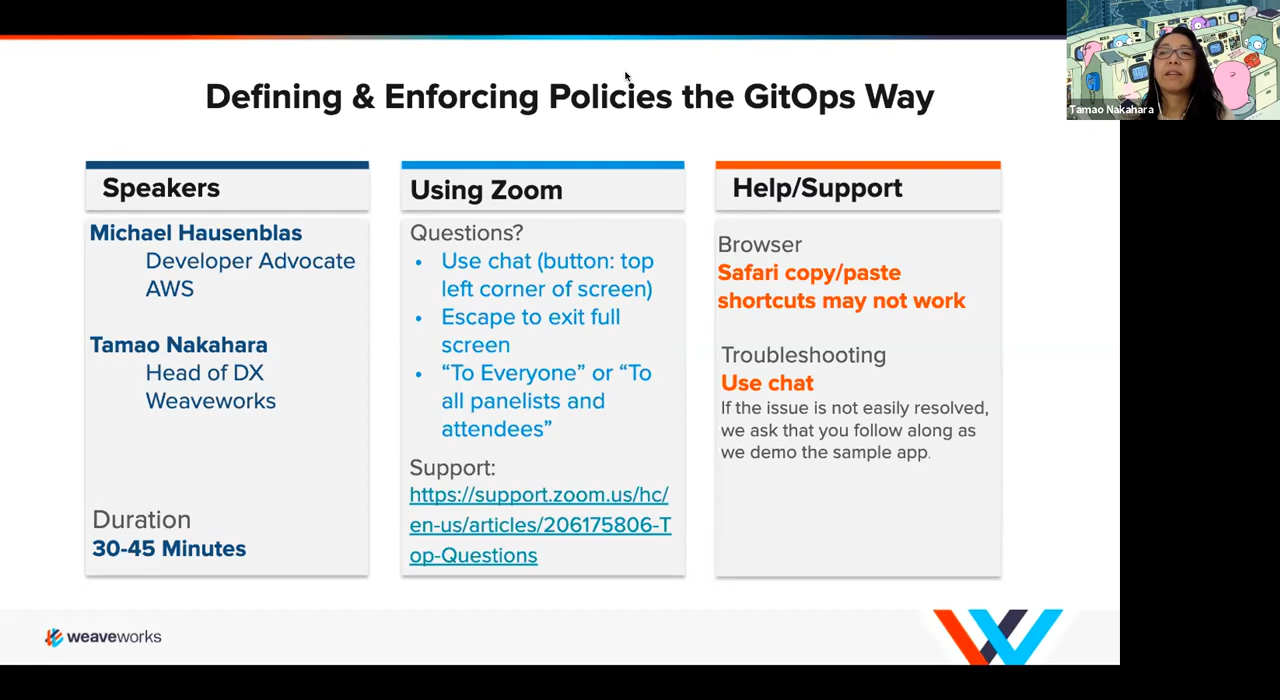 Defining & Enforcing Policies the GitOps Way
Tamao Nakahara
Speakers
Michael Hausenblas
Developer Advocate
AWS
Tamao Nakahara
Head of DX
Weaveworks
Duration
30-45 Minutes
Using Zoom
Questions?
• Use chat (button: top
left corner of screen)
• Escape to exit full
screen
• “To Everyone” or “To
all panelists and
attendees”
Support:
https://support.zoom.us/hc/
en-us/articles/206175806-T
op-Questions
Help/Support
Browser
Safari copy/paste
shortcuts may not work
Troubleshooting
Use chat
If the issue is not easily resolved,
we ask that you follow along as
we demo the sample app.
weaveworks